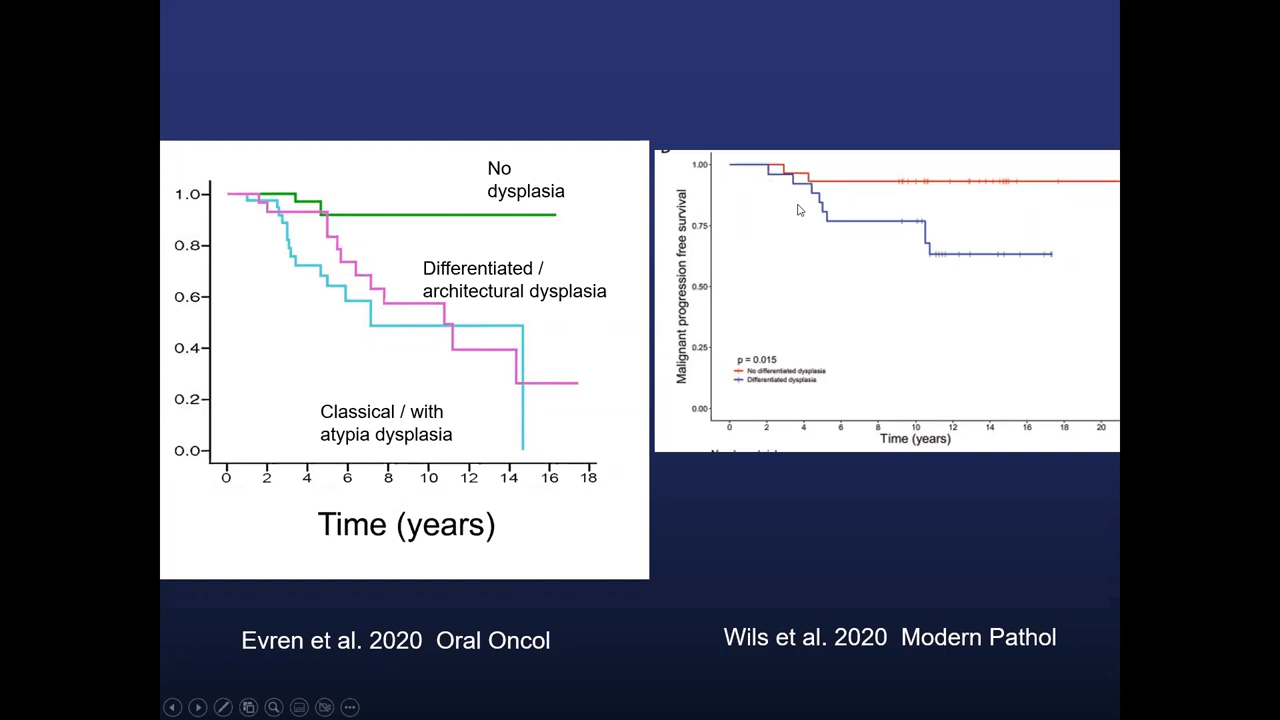 No
dysplasia
Differentiated /
architectural dysplasia
Classical / with
atypia dysplasia
1.0
0.8
0.6
0.4
0.2
0.0
0 2 4 6 8 10 12 14 16 18
Time (years)
Malignant progression free survival
1.00
0.75
0.50
0.25
0.00
p = 0.015
No differentiated dysplasia
Differentiated dysplasia
0 2 4 6 8 10 12 14 16 18 20
Time (years)
Evren et al. 2020 Oral Oncol
Wils et al. 2020 Modern Pathol